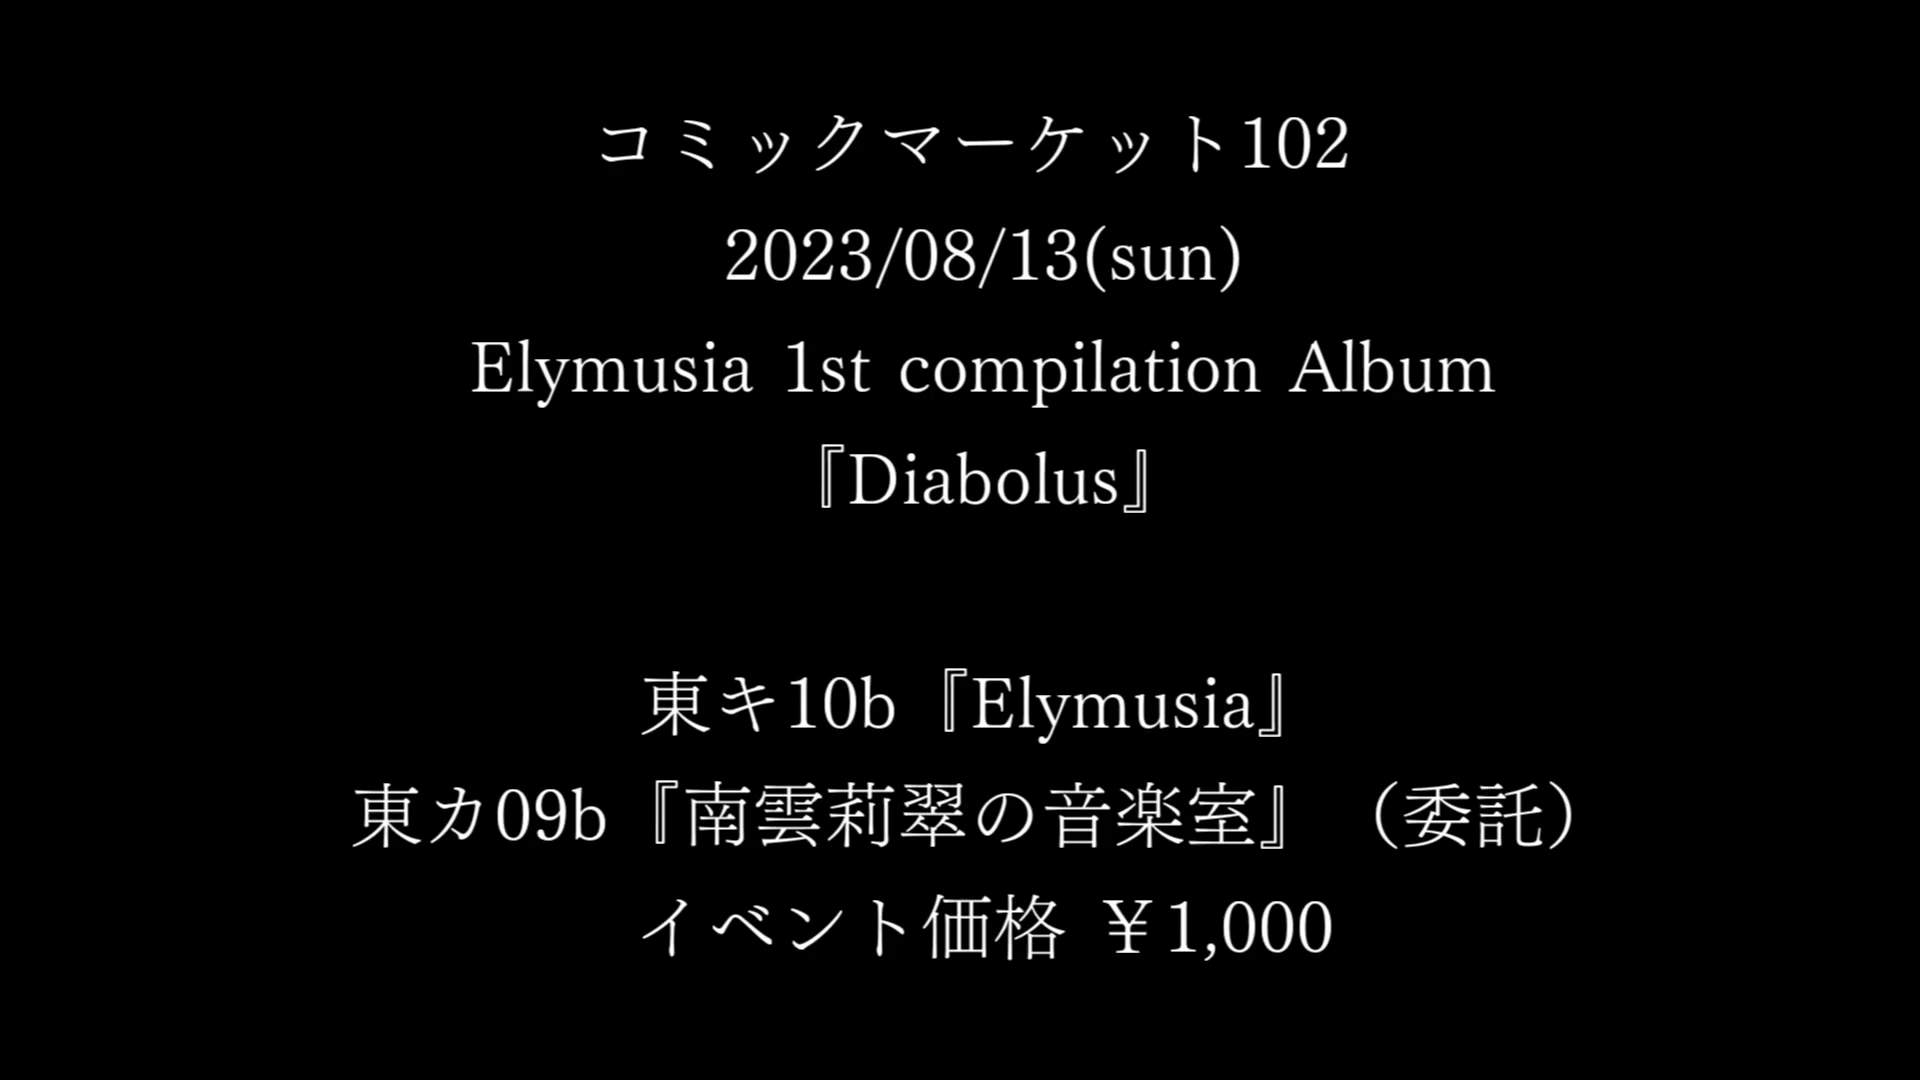 コミックマーケット102
2023/08/13(sun)
Elymusia 1st compilation Album
『Diabolus』
東キ10b『Elymusia』
東カ09b『南雲莉翠の音楽室』（委託）
イベント価格 ￥1,000